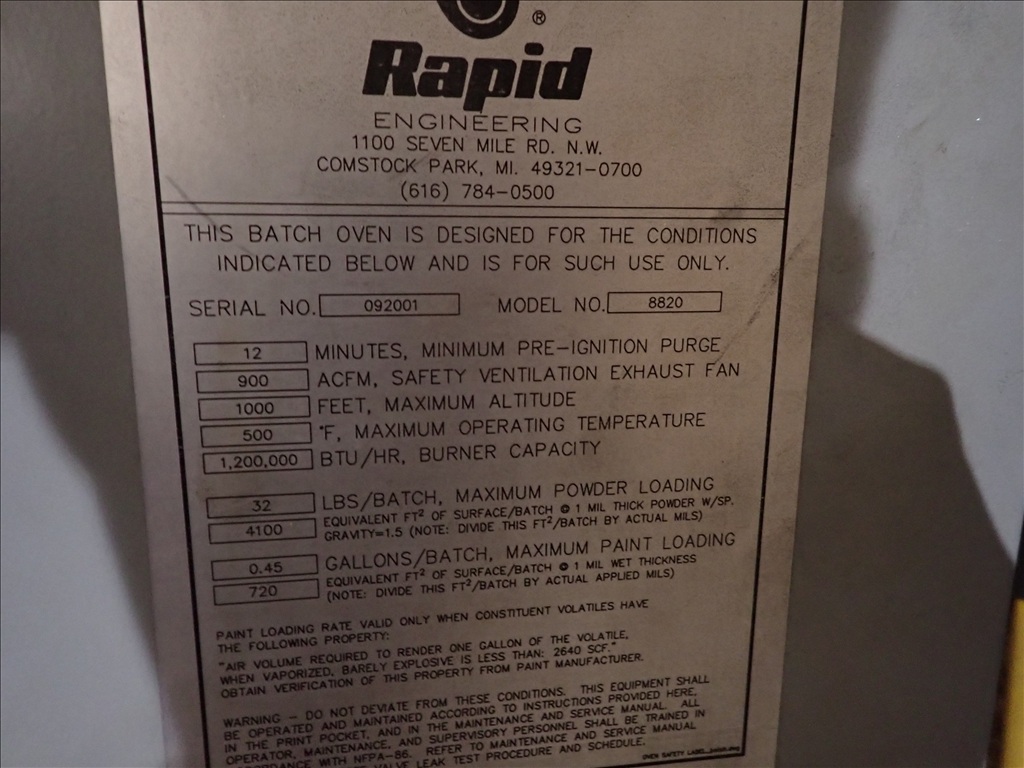 ®
Rapid
ENGINEERING
1100 SEVEN MILE RD. N.W.
COMSTOCK PARK, MI. 49321-0700
(616) 784-0500
THIS BATCH OVEN IS DESIGNED FOR THE CONDITIONS
INDICATED BELOW AND IS FOR SUCH USE ONLY.
SERIAL NO. 092001 MODEL NO. 8820
12 MINUTES, MINIMUM PRE-IGNITION PURGE
900 ACFM, SAFETY VENTILATION EXHAUST FAN
1000 FEET, MAXIMUM ALTITUDE
500 °F, MAXIMUM OPERATING TEMPERATURE
1,200,000 BTU/HR, BURNER CAPACITY
32 LBS/BATCH, MAXIMUM POWDER LOADING
4100 EQUIVALENT FT² OF SURFACE/BATCH @ 1 MIL THICK POWDER W/SP.
GRAVITY=1.5 (NOTE: DIVIDE THIS FT²/BATCH BY ACTUAL MILS)
0.45 GALLONS/BATCH, MAXIMUM PAINT LOADING
720 EQUIVALENT FT² OF SURFACE/BATCH @ 1 MIL WET THICKNESS
(NOTE: DIVIDE THIS FT²/BATCH BY ACTUAL APPLIED MILS)
PAINT LOADING RATE VALID ONLY WHEN CONSTITUENT VOLATILES HAVE
THE FOLLOWING PROPERTY:
"AIR VOLUME REQUIRED TO RENDER ONE GALLON OF THE VOLATILE,
WHEN VAPORIZED, BARELY EXPLOSIVE IS LESS THAN: 2640 SCF."
OBTAIN VERIFICATION OF THIS PROPERTY FROM PAINT MANUFACTURER.
WARNING - DO NOT DEVIATE FROM THESE CONDITIONS. THIS EQUIPMENT SHALL
BE OPERATED AND MAINTAINED ACCORDING TO INSTRUCTIONS PROVIDED HERE,
IN THE PRINT POCKET, AND IN THE MAINTENANCE AND SERVICE MANUAL. ALL
OPERATOR, MAINTENANCE, AND SUPERVISORY PERSONNEL SHALL BE TRAINED IN
WITH NFPA-86. REFER TO MAINTENANCE AND SERVICE MANUAL
VALVE LEAK TEST PROCEDURE AND SCHEDULE.
OVEN SAFETY LABEL